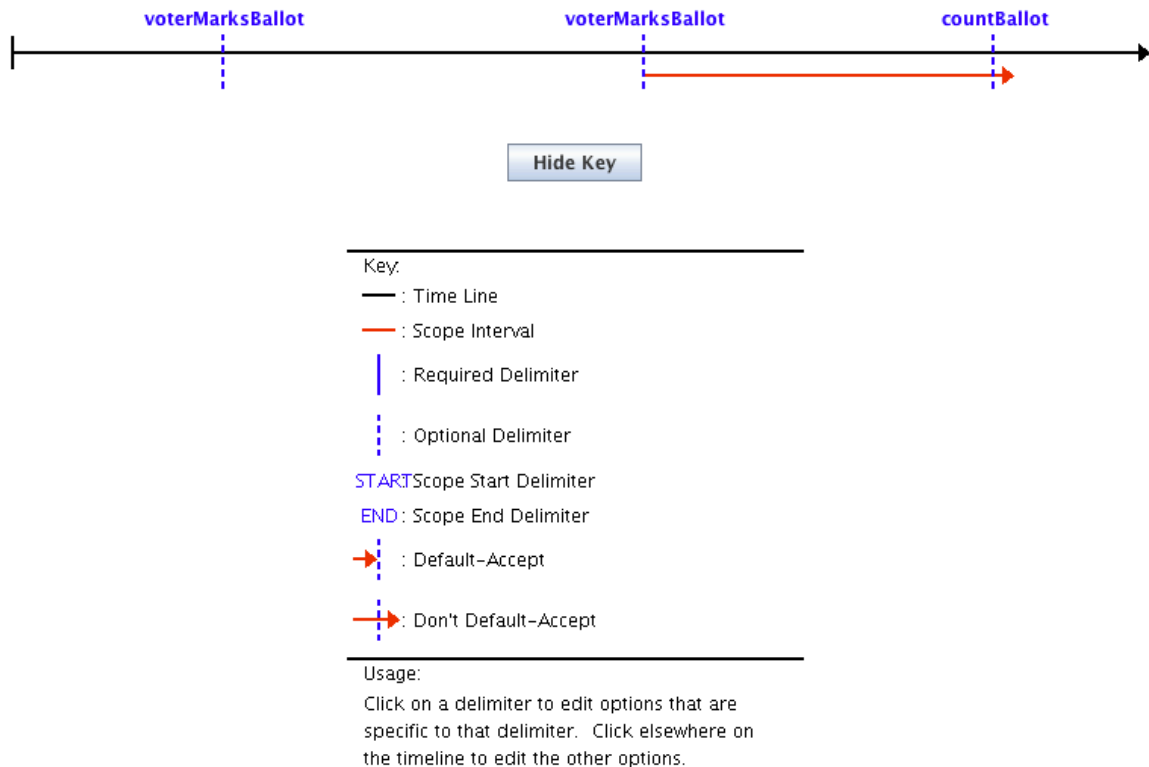 voterMarksBallot voterMarksBallot countBallot
Hide Key
Key:
: Time Line
: Scope Interval
: Required Delimiter
: Optional Delimiter
START: Scope Start Delimiter
END : Scope End Delimiter
: Default-Accept
: Don't Default-Accept
Usage:
Click on a delimiter to edit options that are
specific to that delimiter. Click elsewhere on
the timeline to edit the other options.